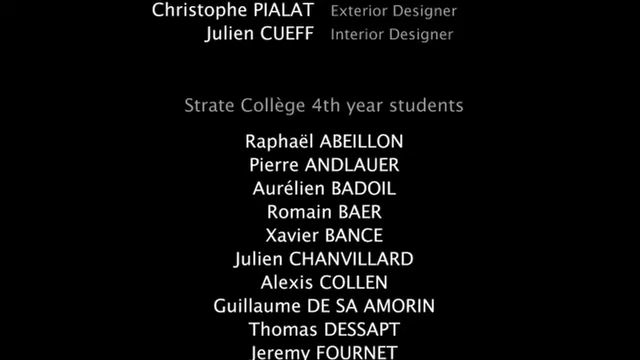 Christophe PIALAT Exterior Designer
Julien CUEFF Interior Designer
Strate Collège 4th year students
Raphaël ABEILLON
Pierre ANDLAUER
Aurélien BADOIL
Romain BAER
Xavier BANCE
Julien CHANVILLARD
Alexis COLLEN
Guillaume DE SA AMORIN
Thomas DESSAPT
Jeremy FOURNET